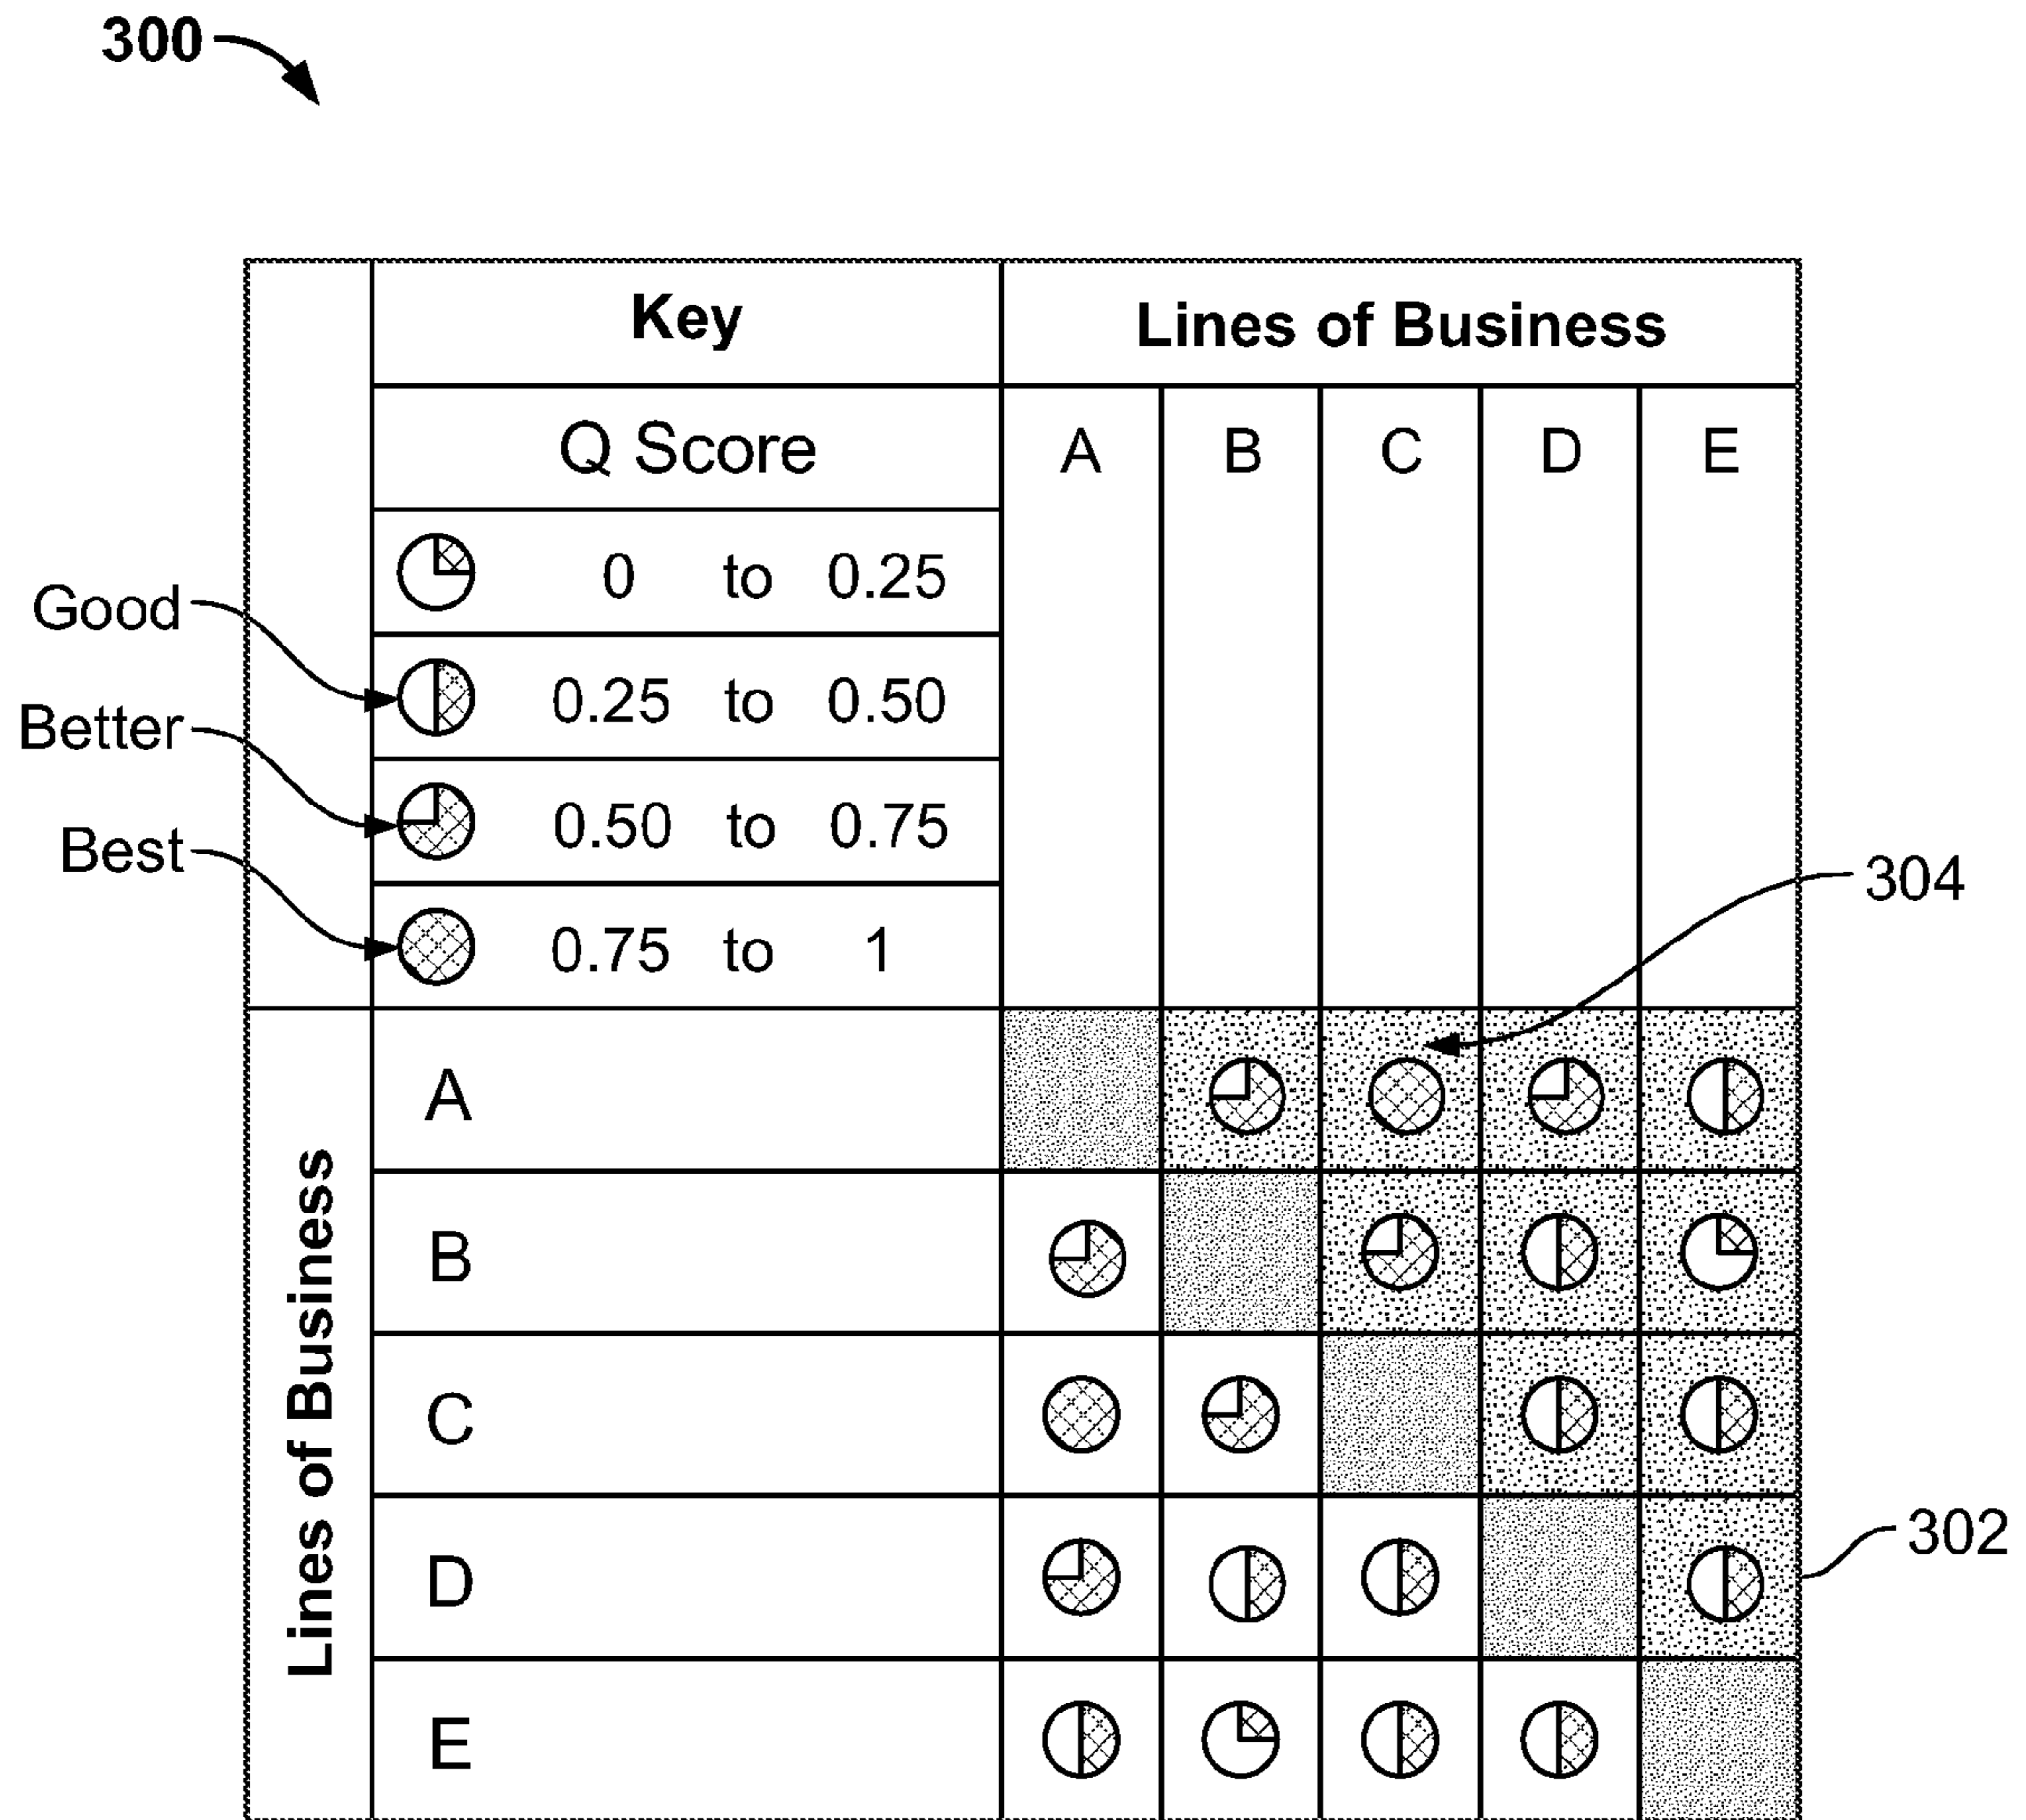 300
Key
Lines of Business
Q Score
A B C D E
0 to 0.25
Good
0.25 to 0.50
Better
0.50 to 0.75
Best
0.75 to 1
304
Lines of Business
A
B
C
D
302
E